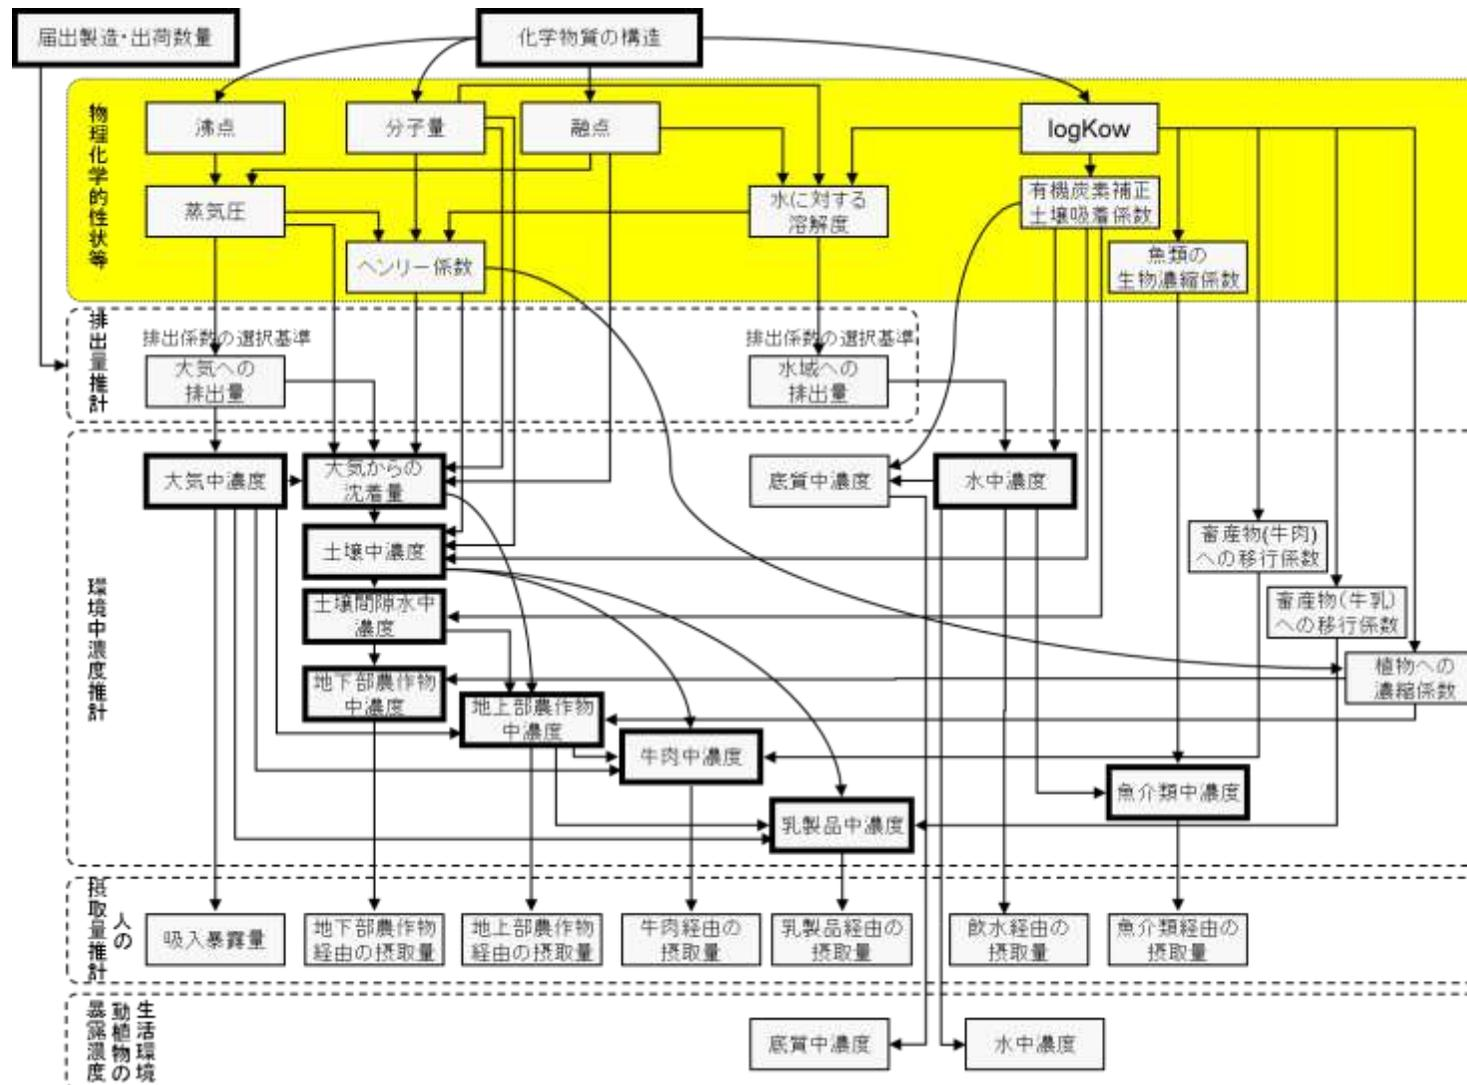 届出製造・出荷数量
化学物質の構造
物理化学的性状等
沸点
分子量
融点
logKow
蒸気圧
水に対する
溶解度
有機炭素補正
土壌吸着係数
ヘンリー係数
魚類の
生物濃縮係数
排出量推計
排出係数の選択基準
排出係数の選択基準
大気への
排出量
水域への
排出量
環境中濃度推計
大気中濃度
大気からの
沈着量
底質中濃度
水中濃度
土壌中濃度
畜産物(牛肉)
への移行係数
土壌間隙水中
濃度
畜産物(牛乳)
への移行係数
地下部農作物
中濃度
植物への
濃縮係数
地上部農作物
中濃度
牛肉中濃度
魚介類中濃度
乳製品中濃度
人の
摂取量推計
吸入暴露量
地下部農作物
経由の摂取量
地上部農作物
経由の摂取量
牛肉経由の
摂取量
乳製品経由の
摂取量
飲水経由の
摂取量
魚介類経由の
摂取量
生活環境
動植物の
暴露濃度
底質中濃度
水中濃度